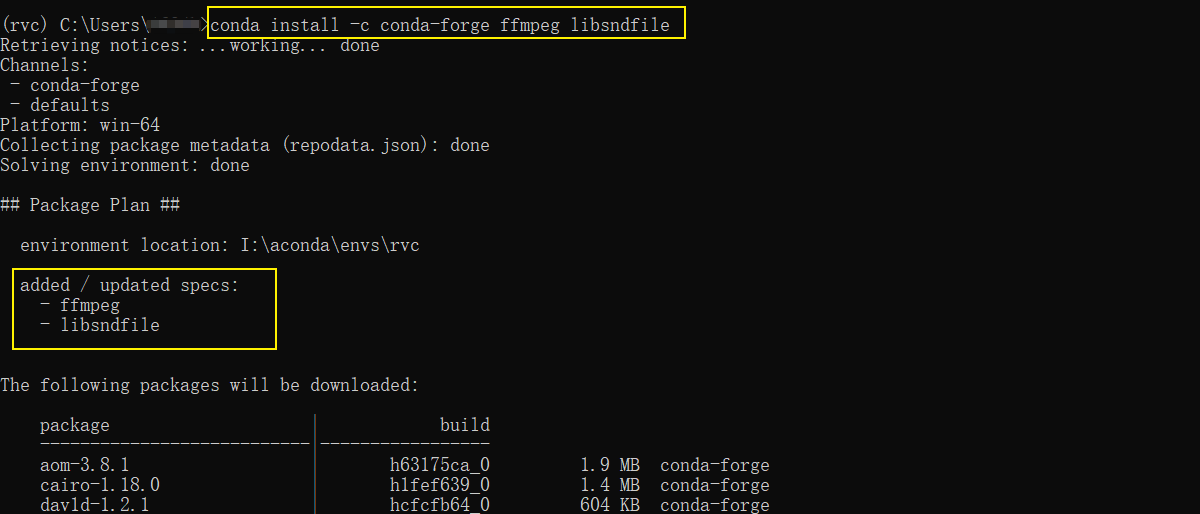 (rvc) C:\Users\>conda install -c conda-forge ffmpeg libsndfile
Retrieving notices: ...working... done
Channels:
 - conda-forge
 - defaults
Platform: win-64
Collecting package metadata (repodata.json): done
Solving environment: done
## Package Plan ##
  environment location: I:\aconda\envs\rvc
  added / updated specs:
    - ffmpeg
    - libsndfile
The following packages will be downloaded:
    package                    |            build
    ---------------------------|-----------------
    aom-3.8.1                  |       h63175ca_0         1.9 MB  conda-forge
    cairo-1.18.0               |       h1fef639_0         1.4 MB  conda-forge
    dav1d-1.2.1                |       hcfcfb64_0         604 KB  conda-forge